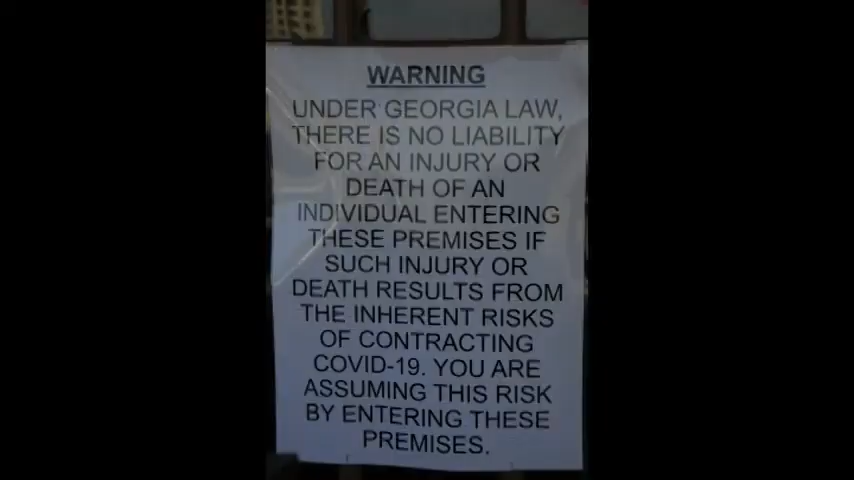 WARNING
UNDER GEORGIA LAW,
THERE IS NO LIABILITY
FOR AN INJURY OR
DEATH OF AN
INDIVIDUAL ENTERING
THESE PREMISES IF
SUCH INJURY OR
DEATH RESULTS FROM
THE INHERENT RISKS
OF CONTRACTING
COVID-19. YOU ARE
ASSUMING THIS RISK
BY ENTERING THESE
PREMISES.